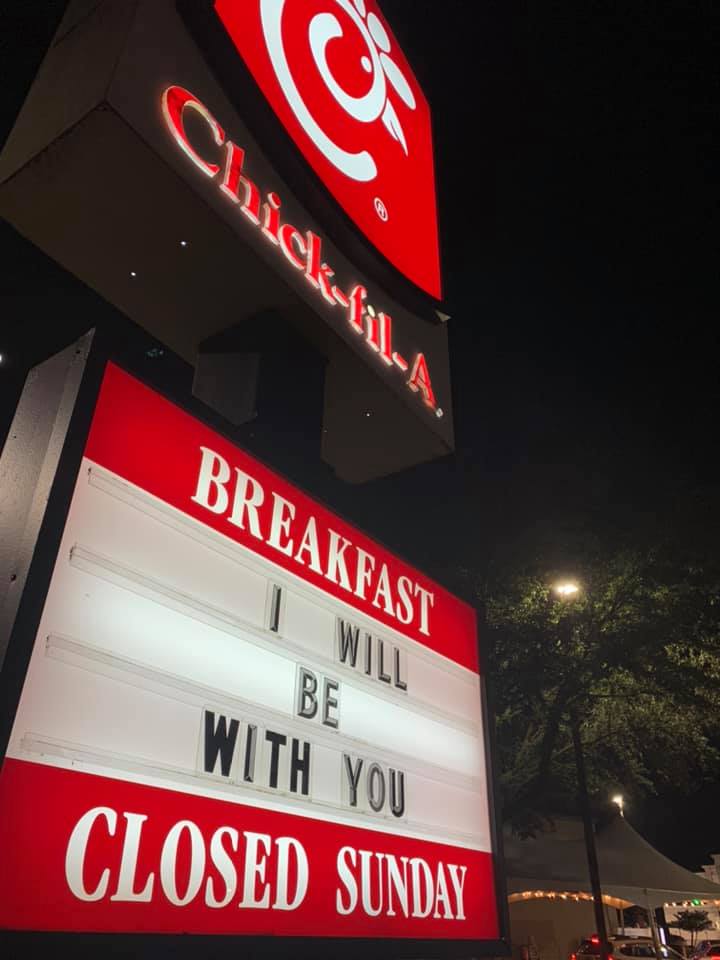 Chick-fil-A
BREAKFAST
I WILL
BE
WITH YOU
CLOSED SUNDAY